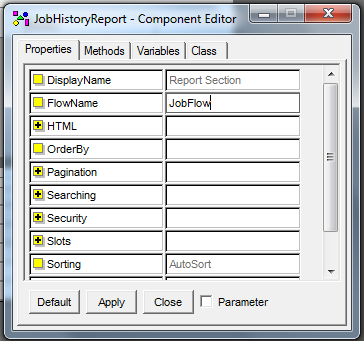 JobHistoryReport - Component Editor
Properties Methods Variables Class
DisplayName Report Section
FlowName JobFlow
HTML
OrderBy
Pagination
Searching
Security
Slots
Sorting AutoSort
Default Apply Close Parameter